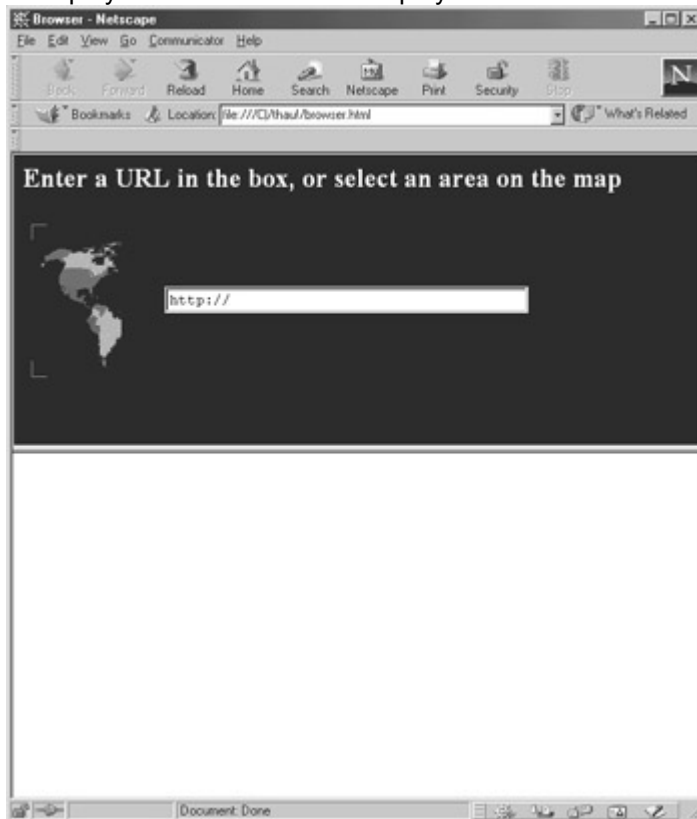 Browser - Netscape
File Edit View Go Communicator Help
Back Forward Reload Home Search Netscape Print Security Stop
N
Bookmarks Location: file:///C|/thaul/browser.html What's Related
Enter a URL in the box, or select an area on the map
http://
Document: Done